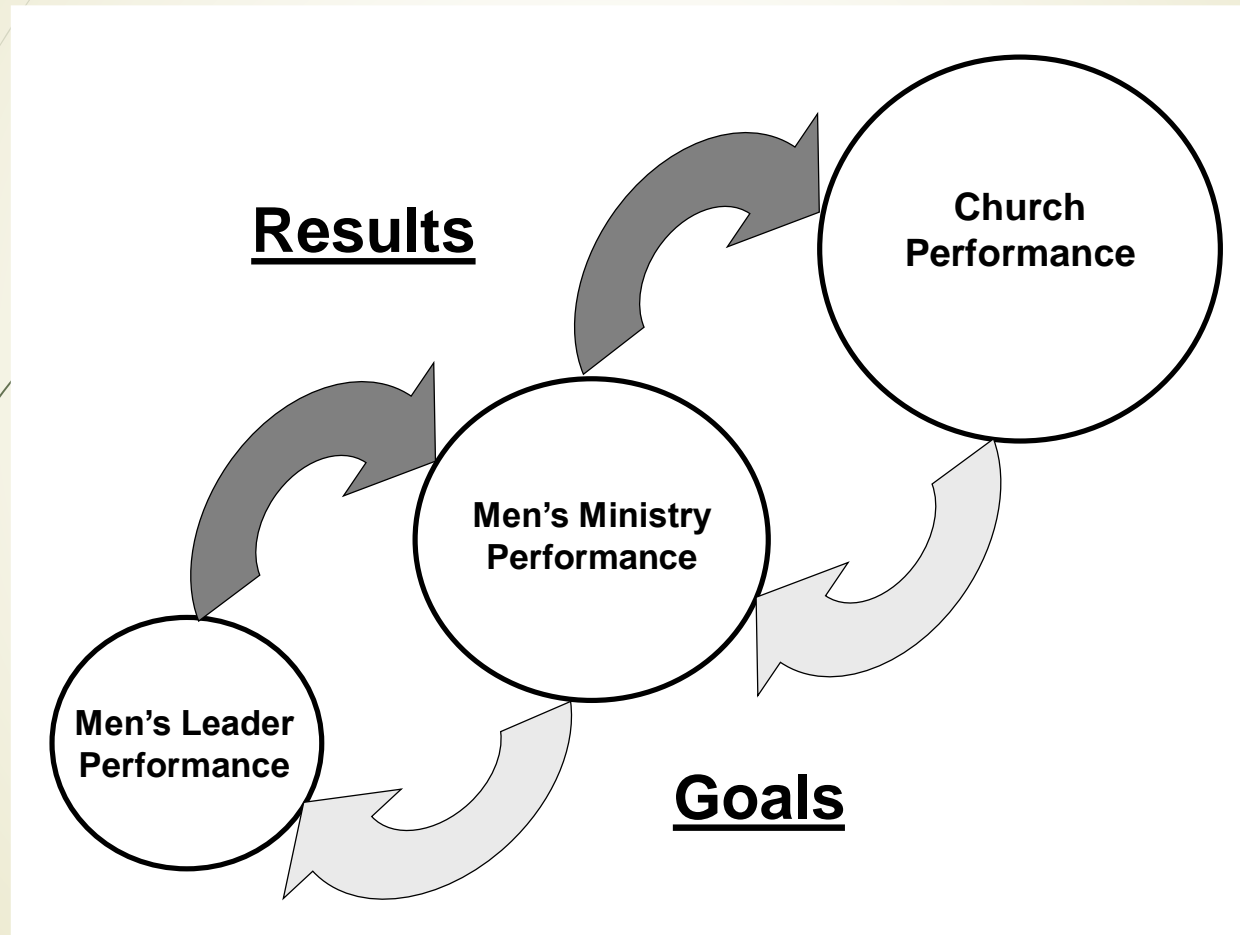 Results
Church
Performance
Men’s Ministry
Performance
Men’s Leader
Performance
Goals